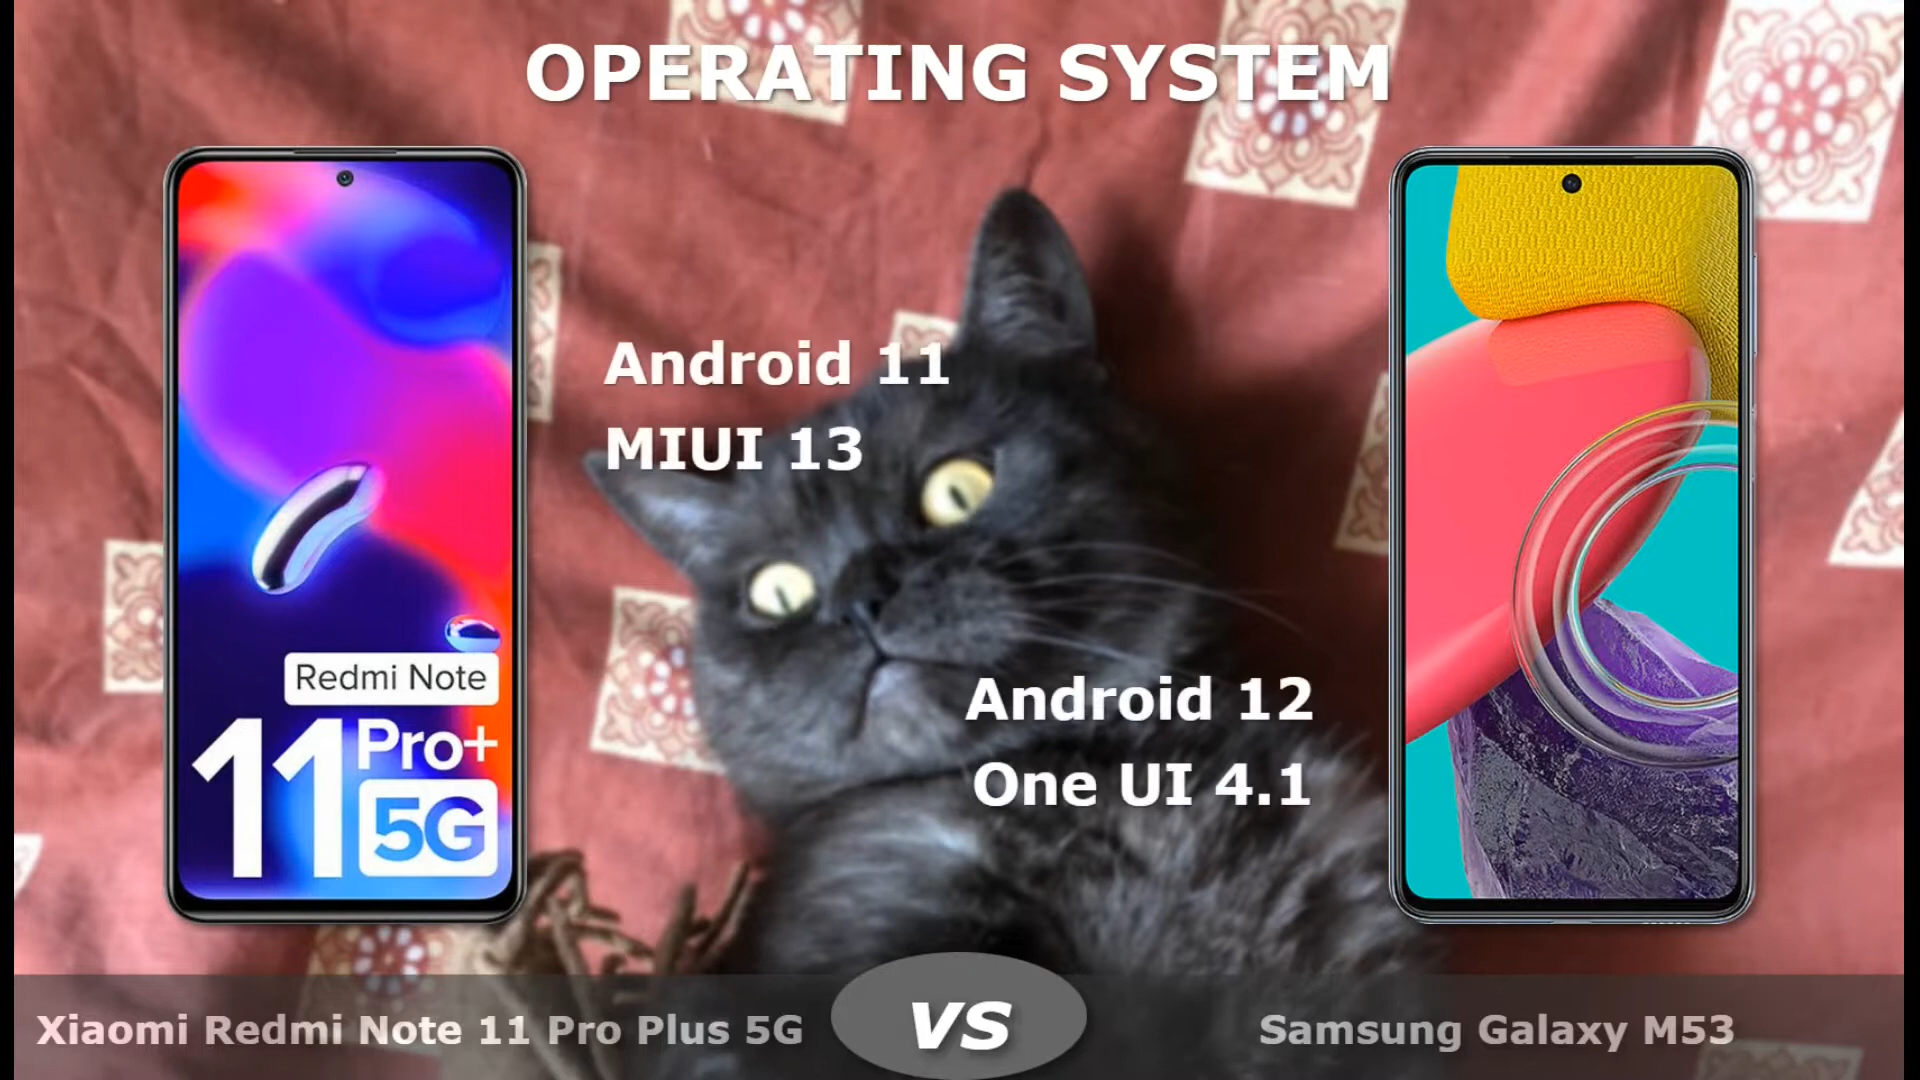 OPERATING SYSTEM
Android 11
MIUI 13
Redmi Note
11 Pro+
5G
Android 12
One UI 4.1
Xiaomi Redmi Note 11 Pro Plus 5G
VS
Samsung Galaxy M53